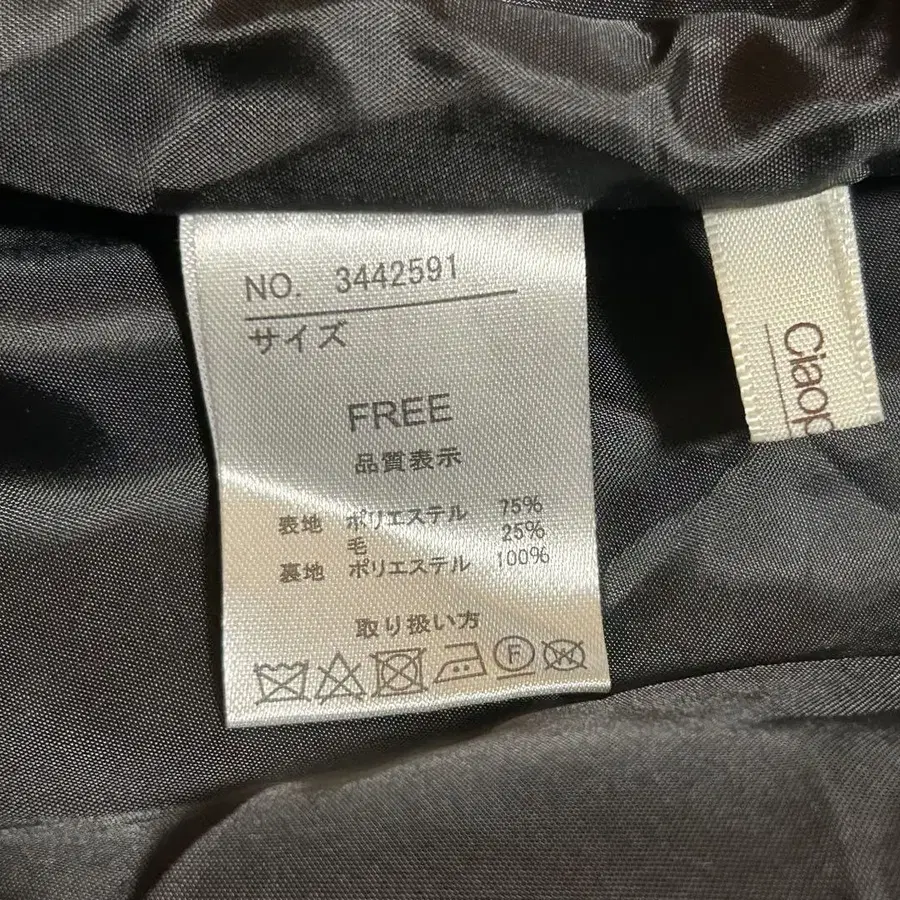 NO. 3442591
サイズ
FREE
品質表示
表地 ポリエステル 75%
毛 25%
裏地 ポリエステル 100%
取り扱い方
F
W
Ciaop